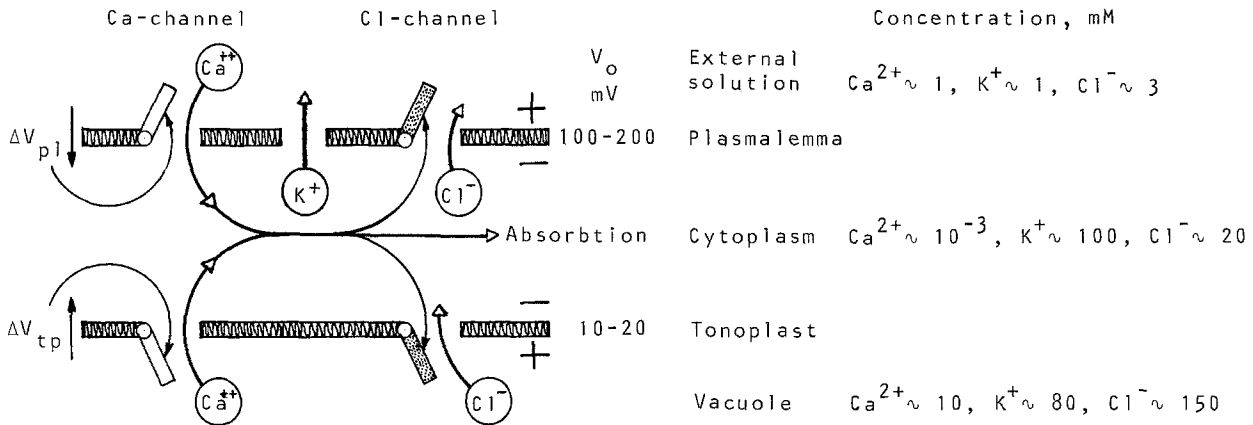 Ca-channel Cl-channel Concentration, mM
Ca++
V₀
mV
External solution Ca²⁺ ~ 1, K⁺ ~ 1, Cl⁻ ~ 3
ΔVpl + 100-200 Plasmalemma
−
K⁺ Cl⁻
Absorbtion Cytoplasm Ca²⁺ ~ 10⁻³, K⁺ ~ 100, Cl⁻ ~ 20
−
ΔVtp 10-20 Tonoplast
+
Ca++ Cl⁻
Vacuole Ca²⁺ ~ 10, K⁺ ~ 80, Cl⁻ ~ 150